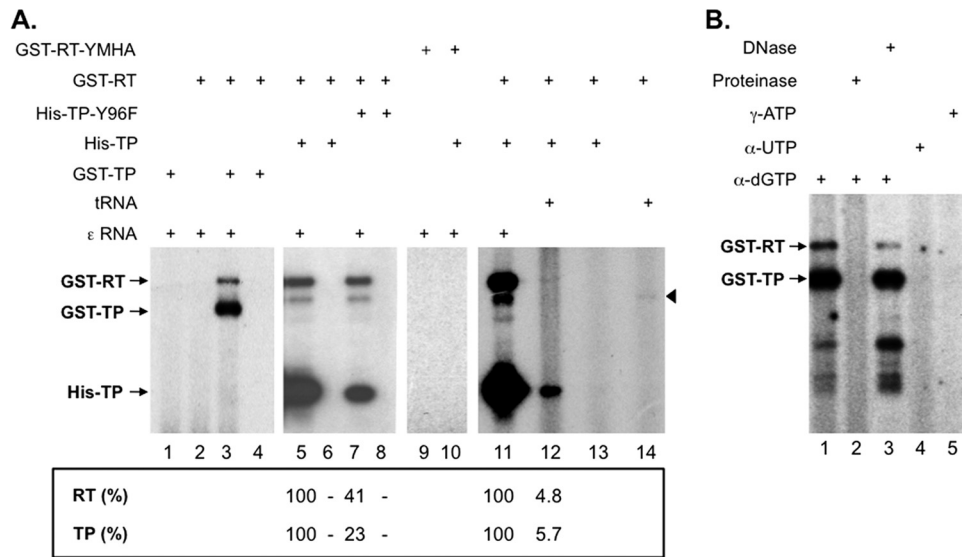 A.
GST-RT-YMHA + +
GST-RT + + + + + + + + + + +
His-TP-Y96F + +
His-TP + + + + + +
GST-TP + + +
tRNA + +
ε RNA + + + + + + + +
GST-RT
GST-TP
His-TP
1 2 3 4 5 6 7 8 9 10 11 12 13 14
RT (%) 100 - 41 - 100 4.8
TP (%) 100 - 23 - 100 5.7
B.
DNase +
Proteinase +
γ-ATP +
α-UTP +
α-dGTP + + +
GST-RT
GST-TP
1 2 3 4 5